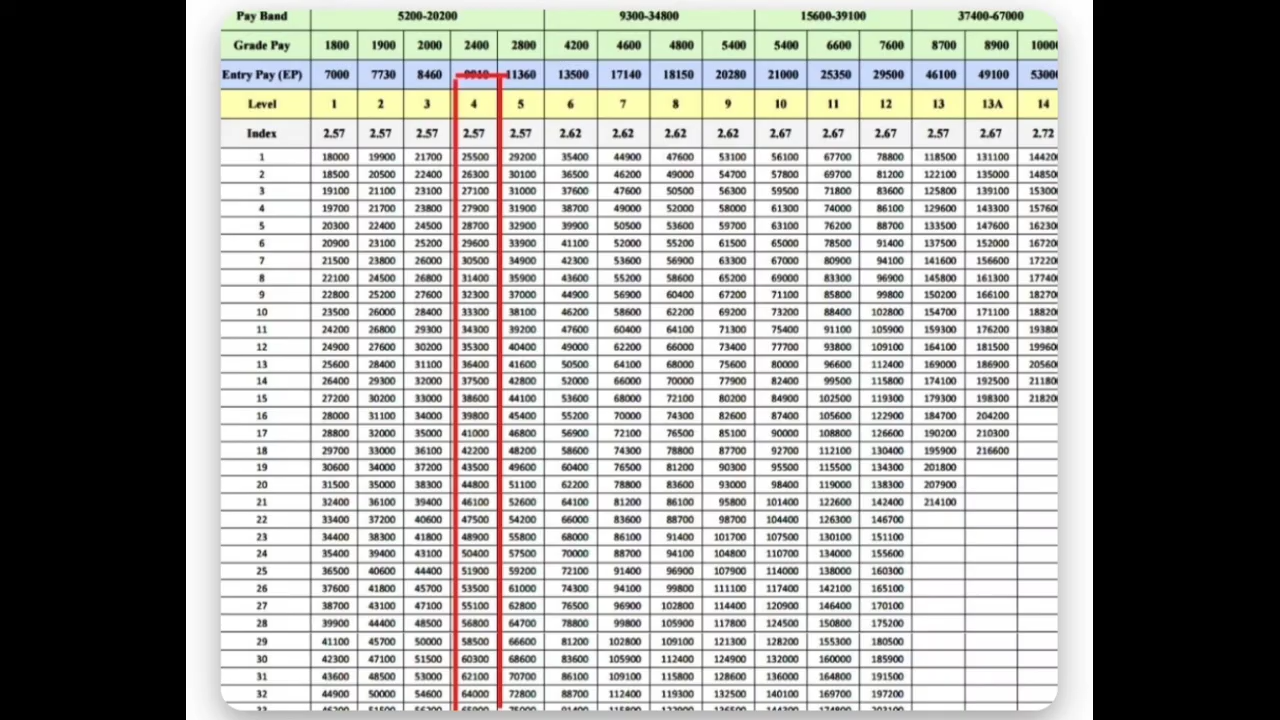 Pay Band 5200-20200 9300-34800 15600-39100 37400-67000
Grade Pay 1800 1900 2000 2400 2800 4200 4600 4800 5400 5400 6600 7600 8700 8900 1000
Entry Pay (EP) 7000 7730 8460 11360 13500 17140 18150 20280 21000 25350 29500 46100 49100 5300
Level 1 2 3 4 5 6 7 8 9 10 11 12 13 13A 14
Index 2.57 2.57 2.57 2.57 2.57 2.62 2.62 2.62 2.62 2.67 2.67 2.67 2.57 2.67 2.72
1 18000 19900 21700 25500 29200 35400 44900 47600 53100 56100 67700 78800 118500 131100 14420
2 18500 20500 22400 26300 30100 36500 46200 49000 54700 57800 69700 81200 122100 135000 14850
3 19100 21100 23100 27100 31000 37600 47600 50500 56300 59500 71800 83600 125800 139100 15300
4 19700 21700 23800 27900 31900 38700 49000 52000 58000 61300 74000 86100 129600 143300 15760
5 20300 22400 24500 28700 32900 39900 50500 53600 59700 63100 76200 88700 133500 147600 16230
6 20900 23100 25200 29600 33900 41100 52000 55200 61500 65000 78500 91400 137500 152000 16720
7 21500 23800 26000 30500 34900 42300 53600 56900 63300 67000 80900 94100 141600 156600 17220
8 22100 24500 26800 31400 35900 43600 55200 58600 65200 69000 83300 96900 145800 161300 17740
9 22800 25200 27600 32300 37000 44900 56900 60400 67200 71100 85800 99800 150200 166100 18270
10 23500 26000 28400 33300 38100 46200 58600 62200 69200 73200 88400 102800 154700 171100 18820
11 24200 26800 29300 34300 39200 47600 60400 64100 71300 75400 91100 105900 159300 176200 19380
12 24900 27600 30200 35300 40400 49000 62200 66000 73400 77700 93800 109100 164100 181500 19960
13 25600 28400 31100 36400 41600 50500 64100 68000 75600 80000 96600 112400 169000 186900 20560
14 26400 29300 32000 37500 42800 52000 66000 70000 77900 82400 99500 115800 174100 192500 21180
15 27200 30200 33000 38600 44100 53600 68000 72100 80200 84900 102500 119300 179300 198300 21820
16 28000 31100 34000 39800 45400 55200 70000 74300 82600 87400 105600 122900 184700 204200
17 28800 32000 35000 41000 46800 56900 72100 76500 85100 90000 108800 126600 190200 210300
18 29700 33000 36100 42200 48200 58600 74300 78800 87700 92700 112100 130400 195900 216600
19 30600 34000 37200 43500 49600 60400 76500 81200 90300 95500 115500 134300 201800
20 31500 35000 38300 44800 51100 62200 78800 83600 93000 98400 119000 138300 207900
21 32400 36100 39400 46100 52600 64100 81200 86100 95800 101400 122600 142400 214100
22 33400 37200 40600 47500 54200 66000 83600 88700 98700 104400 126300 146700
23 34400 38300 41800 48900 55800 68000 86100 91400 101700 107500 130100 151100
24 35400 39400 43100 50400 57500 70000 88700 94100 104800 110700 134000 155600
25 36500 40600 44400 51900 59200 72100 91400 96900 107900 114000 138000 160300
26 37600 41800 45700 53500 61000 74300 94100 99800 111100 117400 142100 165100
27 38700 43100 47100 55100 62800 76500 96900 102800 114400 120900 146400 170100
28 39900 44400 48500 56800 64700 78800 99800 105900 117800 124500 150800 175200
29 41100 45700 50000 58500 66600 81200 102800 109100 121300 128200 155300 180500
30 42300 47100 51500 60300 68600 83600 105900 112400 124900 132000 160000 185900
31 43600 48500 53000 62100 70700 86100 109100 115800 128600 136000 164800 191500
32 44900 50000 54600 64000 72800 88700 112400 119300 132500 140100 169700 197200